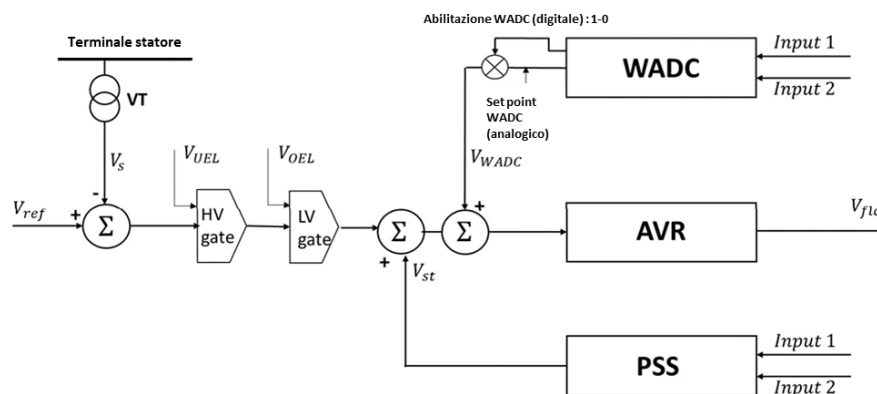 Abilitazione WADC (digitale) : 1-0
Terminale statore
WADC
Input 1
Input 2
VT
Set point
WADC
(analogico)
V_s
V_UEL
V_OEL
V_WADC
-
+
V_ref
+
Σ
HV
gate
LV
gate
Σ
Σ
AVR
V_fld
+
V_st
PSS
Input 1
Input 2